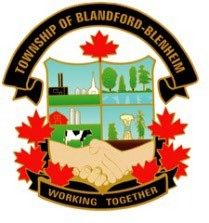 TOWNSHIP OF BLANDFORD-BLENHEIM
WORKING TOGETHER